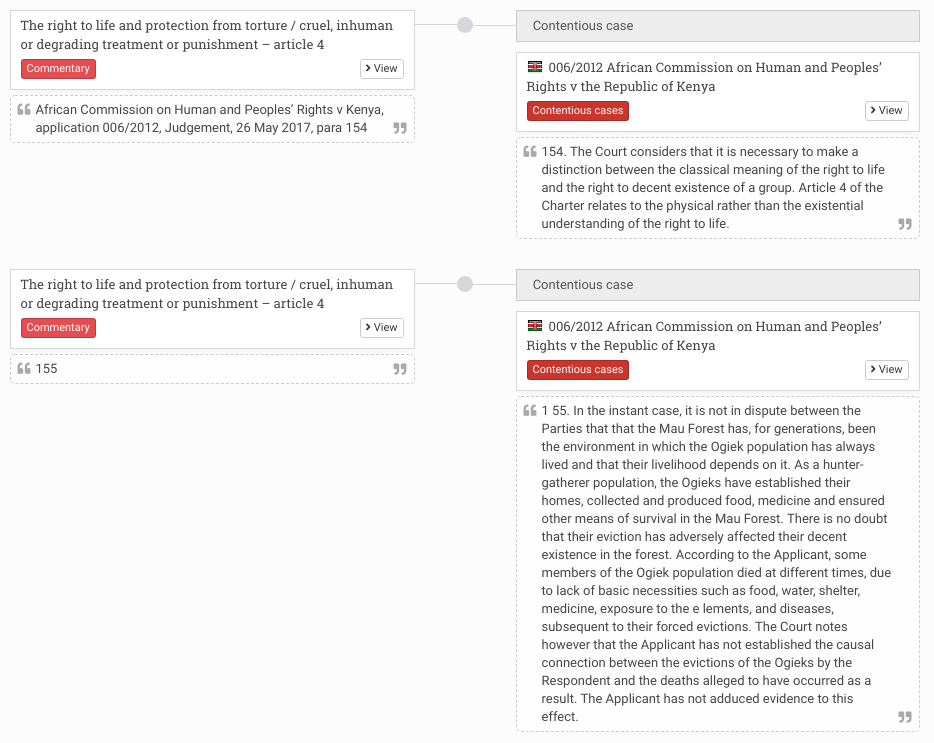 The right to life and protection from torture / cruel, inhuman
or degrading treatment or punishment – article 4
Commentary
View
African Commission on Human and Peoples’ Rights v Kenya,
application 006/2012, Judgement, 26 May 2017, para 154
Contentious case
006/2012 African Commission on Human and Peoples’
Rights v the Republic of Kenya
Contentious cases
View
154. The Court considers that it is necessary to make a
distinction between the classical meaning of the right to life
and the right to decent existence of a group. Article 4 of the
Charter relates to the physical rather than the existential
understanding of the right to life.
The right to life and protection from torture / cruel, inhuman
or degrading treatment or punishment – article 4
Commentary
View
155
Contentious case
006/2012 African Commission on Human and Peoples’
Rights v the Republic of Kenya
Contentious cases
View
1 55. In the instant case, it is not in dispute between the
Parties that that the Mau Forest has, for generations, been
the environment in which the Ogiek population has always
lived and that their livelihood depends on it. As a hunter-
gatherer population, the Ogieks have established their
homes, collected and produced food, medicine and ensured
other means of survival in the Mau Forest. There is no doubt
that their eviction has adversely affected their decent
existence in the forest. According to the Applicant, some
members of the Ogiek population died at different times, due
to lack of basic necessities such as food, water, shelter,
medicine, exposure to the e lements, and diseases,
subsequent to their forced evictions. The Court notes
however that the Applicant has not established the causal
connection between the evictions of the Ogieks by the
Respondent and the deaths alleged to have occurred as a
result. The Applicant has not adduced evidence to this
effect.